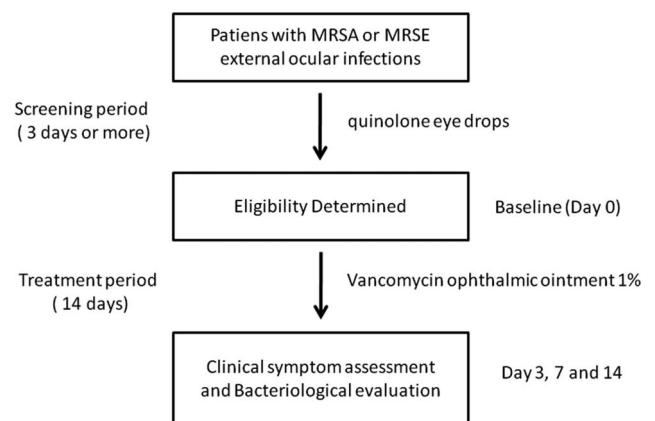 Patiens with MRSA or MRSE
external ocular infections
Screening period
( 3 days or more)
quinolone eye drops
Eligibility Determined
Baseline (Day 0)
Treatment period
( 14 days)
Vancomycin ophthalmic ointment 1%
Clinical symptom assessment
and Bacteriological evaluation
Day 3, 7 and 14